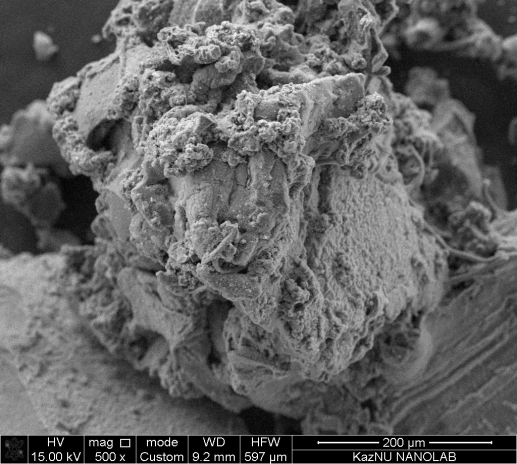 HV
mag
mode
WD
HFW
200 µm
15.00 kV
500 x
Custom
9.2 mm
597 µm
KazNU NANOLAB